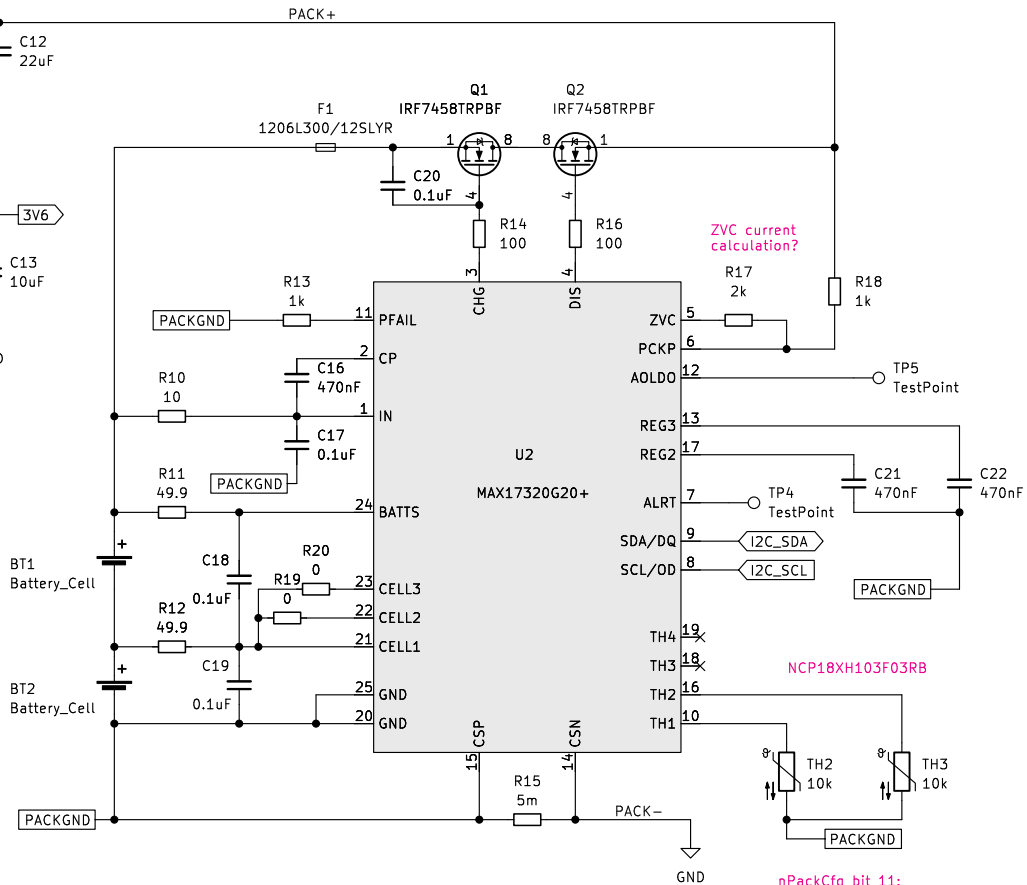 PACK+
C12
22uF
Q1
Q2
IRF7458TRPBF
IRF7458TRPBF
F1
1206L300/12SLYR
1
8
8
1
C20
0.1uF
4
4
3V6
R14
100
R16
100
ZVC current
calculation?
C13
10uF
R13
1k
3
4
CHG
DIS
R17
2k
R18
1k
PACKGND
11
PFAIL
ZVC
5
2
CP
PCKP
6
C16
470nF
AOLDO
12
TP5
TestPoint
R10
10
1
IN
REG3
13
C17
0.1uF
U2
REG2
17
R11
49.9
PACKGND
MAX17320G20+
C21
470nF
C22
470nF
24
BATTS
ALRT
7
TP4
TestPoint
SDA/DQ
9
I2C_SDA
BT1
Battery_Cell
C18
0.1uF
R20
0
R19
0
SCL/OD
8
I2C_SCL
23
CELL3
PACKGND
R12
49.9
22
CELL2
21
CELL1
TH4
19
C19
0.1uF
TH3
18
NCP18XH103F03RB
BT2
Battery_Cell
25
GND
TH2
16
20
GND
TH1
10
CSP
CSN
15
14
TH2
10k
TH3
10k
R15
5m
PACKGND
PACK-
PACKGND
GND
nPackCfg bit 11: